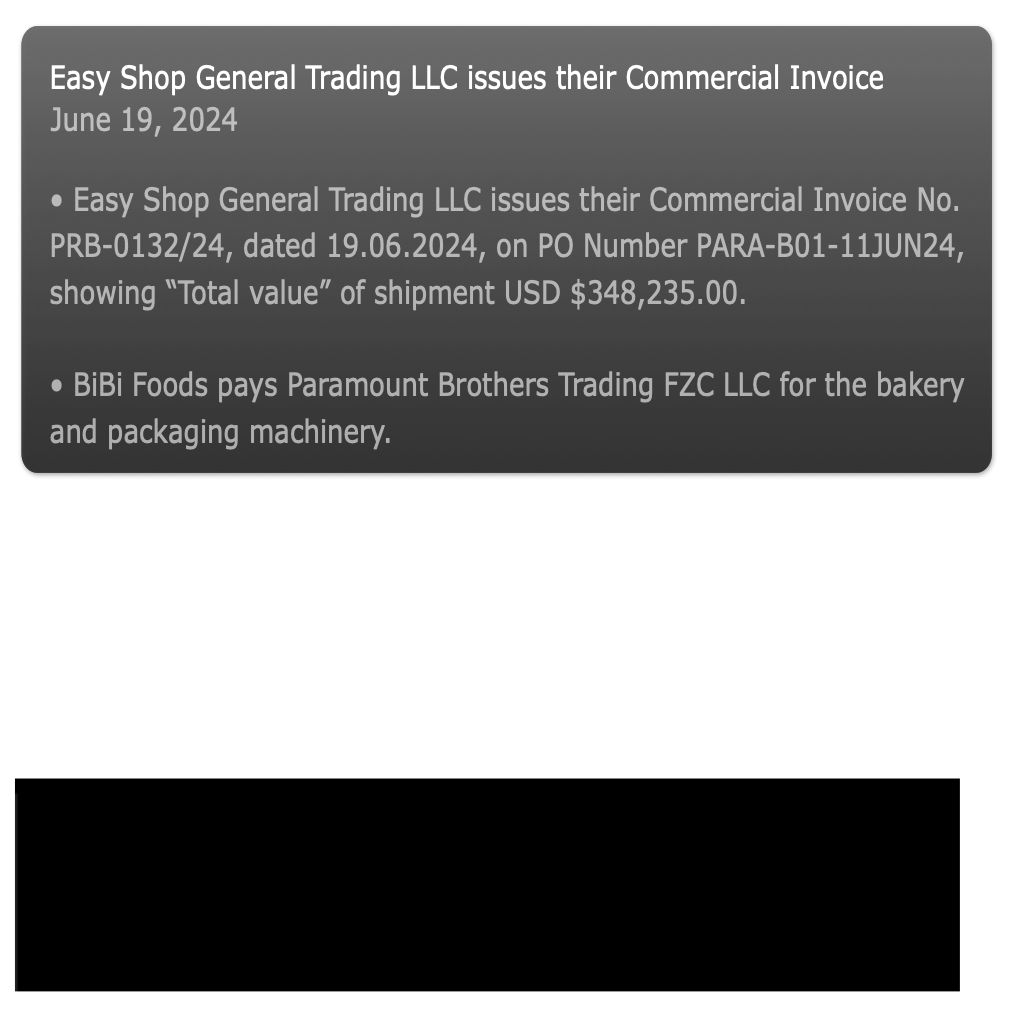 Easy Shop General Trading LLC issues their Commercial Invoice
June 19, 2024
• Easy Shop General Trading LLC issues their Commercial Invoice No.
PRB-0132/24, dated 19.06.2024, on PO Number PARA-B01-11JUN24,
showing “Total value” of shipment USD $348,235.00.
• BiBi Foods pays Paramount Brothers Trading FZC LLC for the bakery
and packaging machinery.